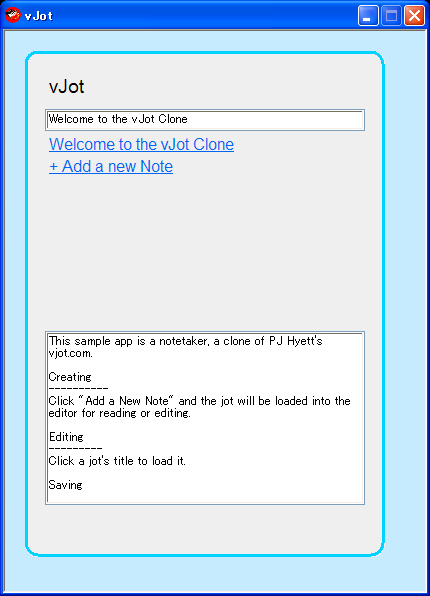 vJot
vJot
Welcome to the vJot Clone
Welcome to the vJot Clone
+ Add a new Note
This sample app is a notetaker, a clone of PJ Hyett's
vjot.com.
Creating
----------
Click "Add a New Note" and the jot will be loaded into the
editor for reading or editing.
Editing
---------
Click a jot's title to load it.
Saving